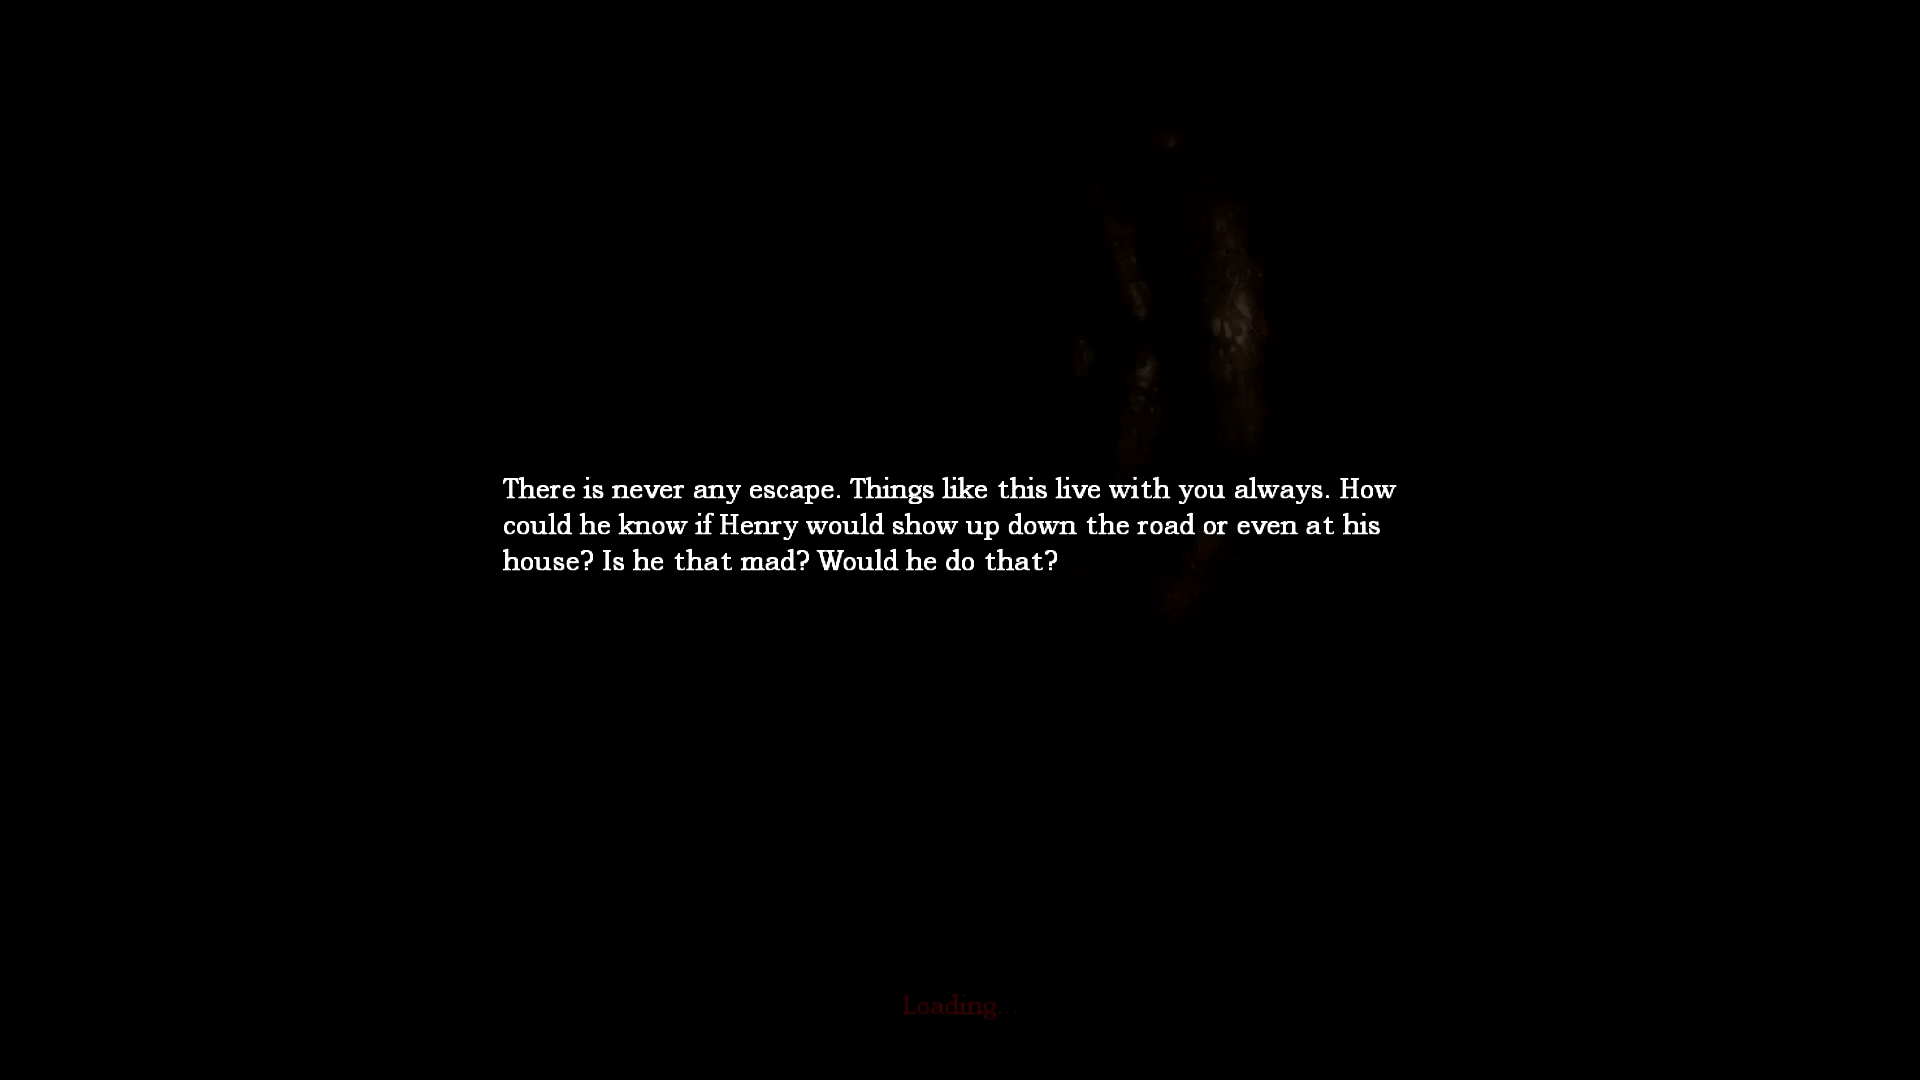 There is never any escape. Things like this live with you always. How
could he know if Henry would show up down the road or even at his
house? Is he that mad? Would he do that?
Loading...